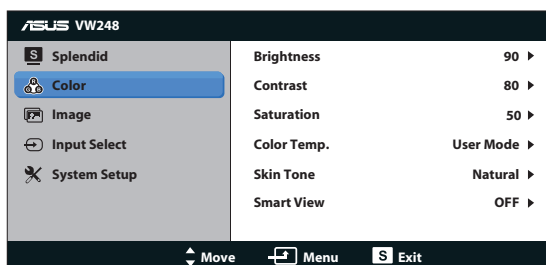 ASUS VW248
S Splendid
Color
Image
Input Select
System Setup
Brightness 90
Contrast 80
Saturation 50
Color Temp. User Mode
Skin Tone Natural
Smart View OFF
Move Menu S Exit